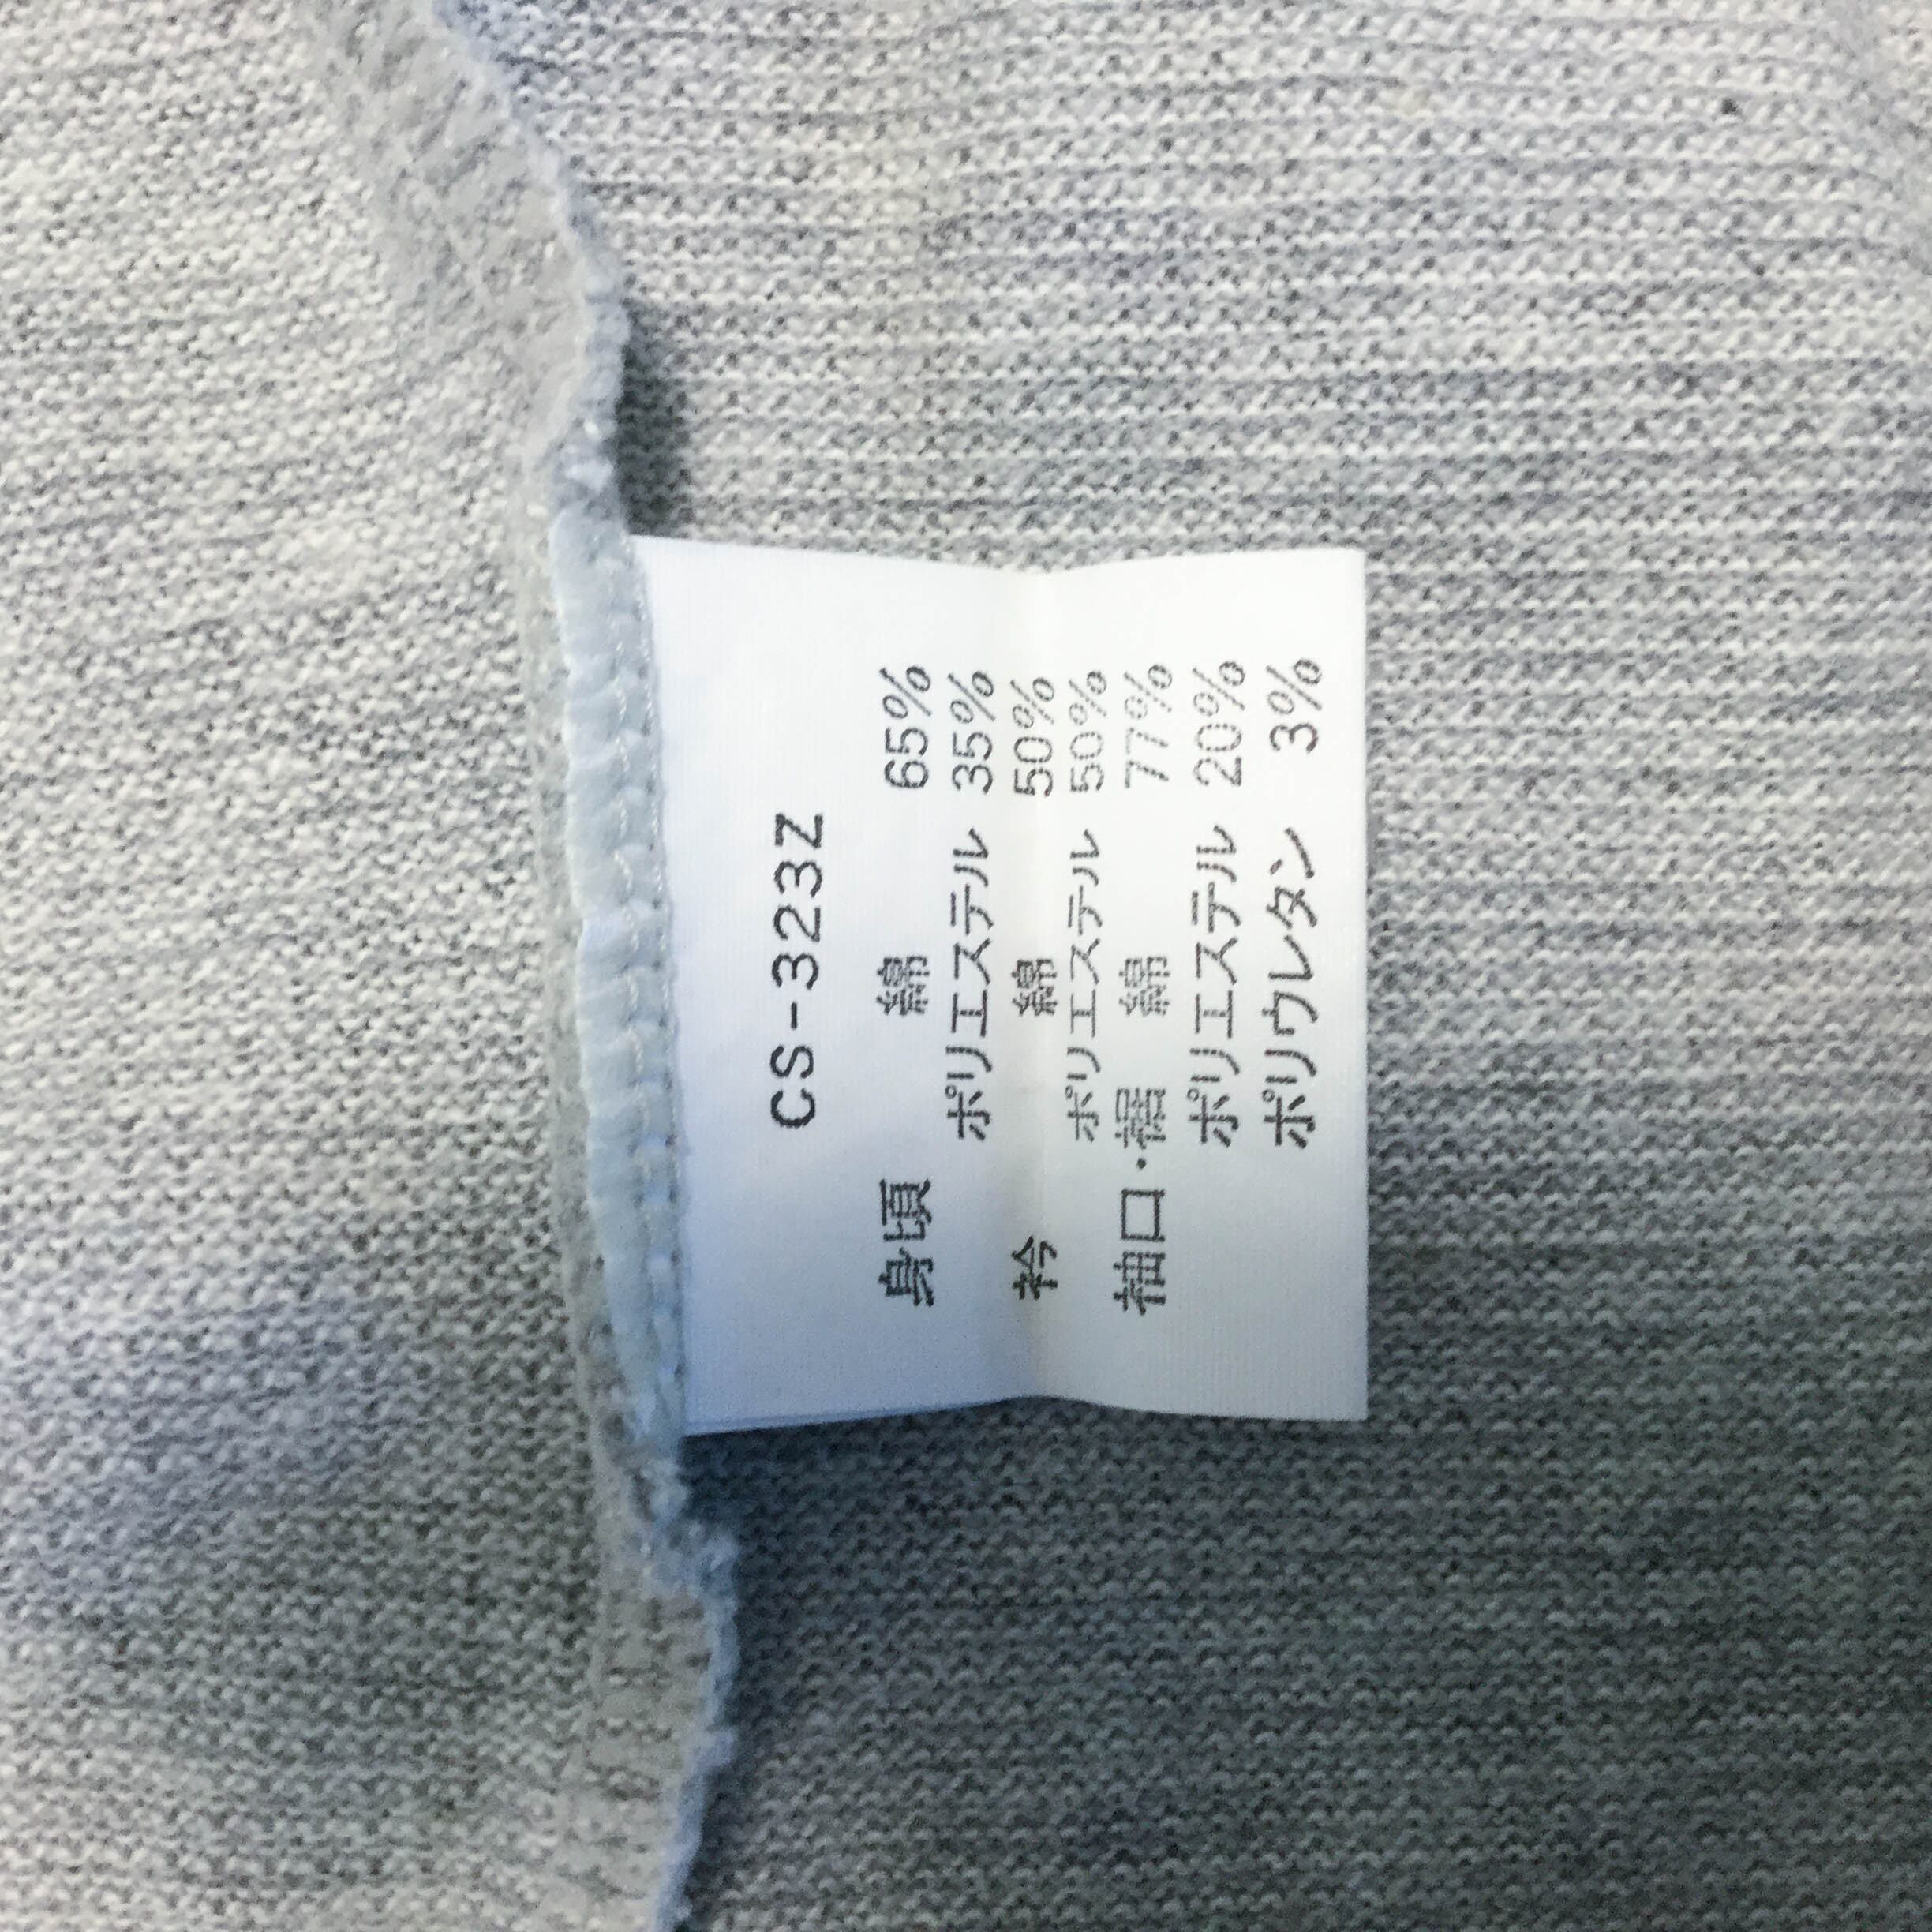 CS-323Z
身頃 綿 65%
ポリエステル 35%
衿 綿 50%
ポリエステル 50%
袖口・裾 綿 77%
ポリエステル 20%
ポリウレタン 3%